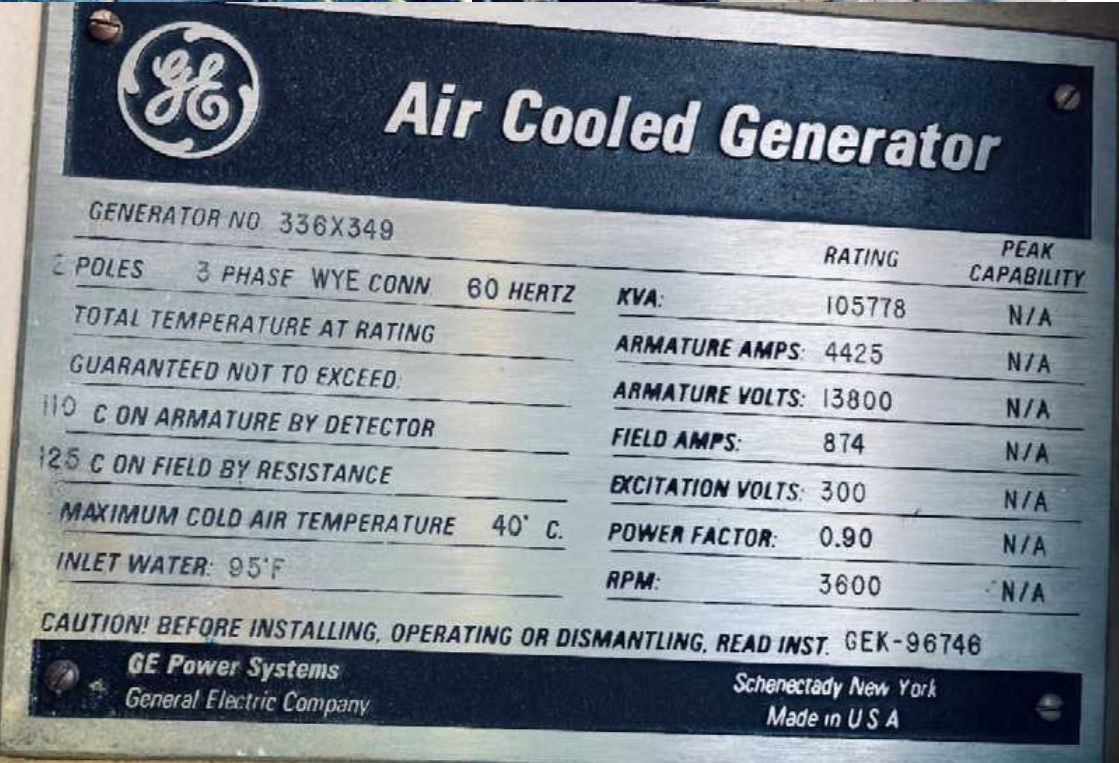 GE
Air Cooled Generator
GENERATOR NO 336X349
RATING PEAK CAPABILITY
2 POLES 3 PHASE WYE CONN 60 HERTZ
KVA: 105778 N/A
TOTAL TEMPERATURE AT RATING
ARMATURE AMPS: 4425 N/A
GUARANTEED NOT TO EXCEED:
ARMATURE VOLTS: 13800 N/A
110 C ON ARMATURE BY DETECTOR
FIELD AMPS: 874 N/A
125 C ON FIELD BY RESISTANCE
EXCITATION VOLTS: 300 N/A
MAXIMUM COLD AIR TEMPERATURE 40° C.
POWER FACTOR: 0.90 N/A
INLET WATER: 95°F
RPM: 3600 N/A
CAUTION! BEFORE INSTALLING, OPERATING OR DISMANTLING, READ INST. GEK-96746
GE Power Systems
General Electric Company
Schenectady New York
Made in U S A